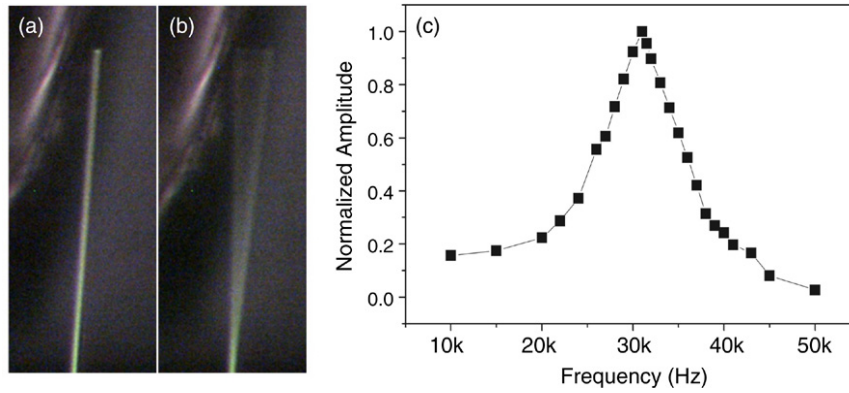 (a)
(b)
(c)
Normalized Amplitude
1.0
0.8
0.6
0.4
0.2
0.0
10k 20k 30k 40k 50k
Frequency (Hz)